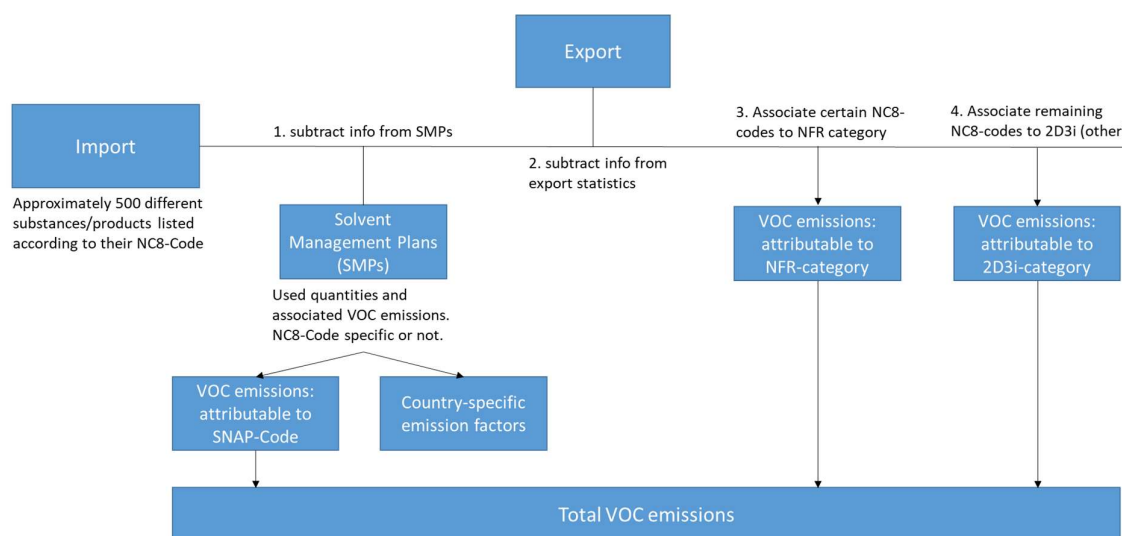 Export
Import
1. subtract info from SMPs
2. subtract info from
export statistics
3. Associate certain NC8-
codes to NFR category
4. Associate remaining
NC8-codes to 2D3i (other
Approximately 500 different
substances/products listed
according to their NC8-Code
Solvent
Management Plans
(SMPs)
VOC emissions:
attributable to
NFR-category
VOC emissions:
attributable to
2D3i-category
Used quantities and
associated VOC emissions.
NC8-Code specific or not.
VOC emissions:
attributable to
SNAP-Code
Country-specific
emission factors
Total VOC emissions